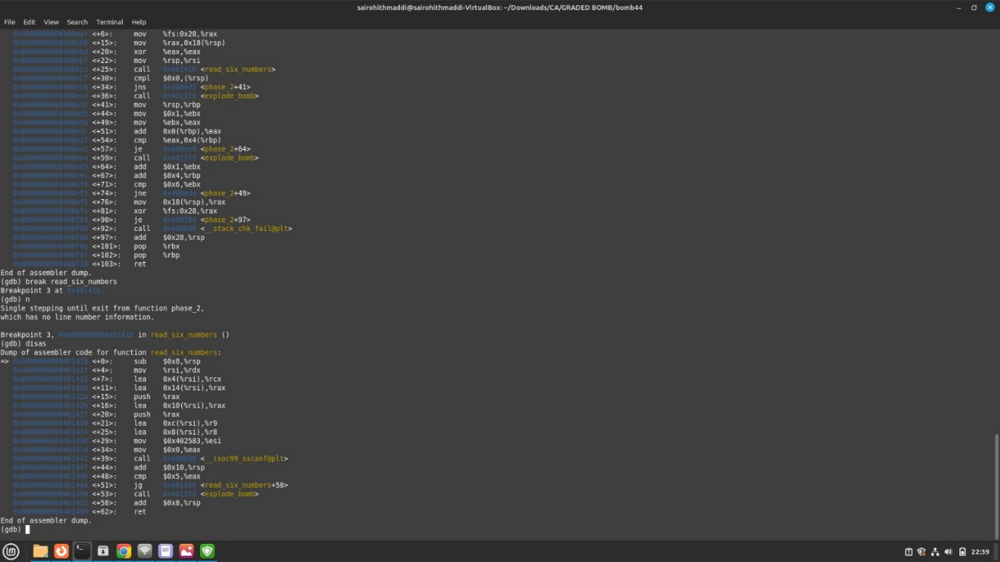 sairohithmaddi@sairohithmaddi-VirtualBox: ~/Downloads/CA/GRADED BOMB/bomb44
File Edit View Search Terminal Help
0x0000000000400eaf <+6>: mov %fs:0x28,%rax
0x0000000000400eb8 <+15>: mov %rax,0x18(%rsp)
0x0000000000400ebd <+20>: xor %eax,%eax
0x0000000000400ebf <+22>: mov %rsp,%rsi
0x0000000000400ec2 <+25>: call 0x40141b <read_six_numbers>
0x0000000000400ec7 <+30>: cmpl $0x0,(%rsp)
0x0000000000400ecb <+34>: jns 0x400ed2 <phase_2+41>
0x0000000000400ecd <+36>: call 0x4013f9 <explode_bomb>
0x0000000000400ed2 <+41>: mov %rsp,%rbp
0x0000000000400ed5 <+44>: mov $0x1,%ebx
0x0000000000400eda <+49>: mov %ebx,%eax
0x0000000000400edc <+51>: add 0x0(%rbp),%eax
0x0000000000400edf <+54>: cmp %eax,0x4(%rbp)
0x0000000000400ee2 <+57>: je 0x400ee9 <phase_2+64>
0x0000000000400ee4 <+59>: call 0x4013f9 <explode_bomb>
0x0000000000400ee9 <+64>: add $0x1,%ebx
0x0000000000400eec <+67>: add $0x4,%rbp
0x0000000000400ef0 <+71>: cmp $0x6,%ebx
0x0000000000400ef3 <+74>: jne 0x400eda <phase_2+49>
0x0000000000400ef5 <+76>: mov 0x18(%rsp),%rax
0x0000000000400efa <+81>: xor %fs:0x28,%rax
0x0000000000400f03 <+90>: je 0x400f0a <phase_2+97>
0x0000000000400f05 <+92>: call 0x400b00 <__stack_chk_fail@plt>
0x0000000000400f0a <+97>: add $0x28,%rsp
0x0000000000400f0e <+101>: pop %rbx
0x0000000000400f0f <+102>: pop %rbp
0x0000000000400f10 <+103>: ret
End of assembler dump.
(gdb) break read_six_numbers
Breakpoint 3 at 0x40141b
(gdb) n
Single stepping until exit from function phase_2,
which has no line number information.
Breakpoint 3, 0x000000000040141b in read_six_numbers ()
(gdb) disas
Dump of assembler code for function read_six_numbers:
=> 0x000000000040141b <+0>: sub $0x8,%rsp
0x000000000040141f <+4>: mov %rsi,%rdx
0x0000000000401422 <+7>: lea 0x4(%rsi),%rcx
0x0000000000401426 <+11>: lea 0x14(%rsi),%rax
0x000000000040142a <+15>: push %rax
0x000000000040142b <+16>: lea 0x10(%rsi),%rax
0x000000000040142f <+20>: push %rax
0x0000000000401430 <+21>: lea 0xc(%rsi),%r9
0x0000000000401434 <+25>: lea 0x8(%rsi),%r8
0x0000000000401438 <+29>: mov $0x402583,%esi
0x000000000040143d <+34>: mov $0x0,%eax
0x0000000000401442 <+39>: call 0x400bb0 <__isoc99_sscanf@plt>
0x0000000000401447 <+44>: add $0x10,%rsp
0x000000000040144b <+48>: cmp $0x5,%eax
0x000000000040144e <+51>: jg 0x401455 <read_six_numbers+58>
0x0000000000401450 <+53>: call 0x4013f9 <explode_bomb>
0x0000000000401455 <+58>: add $0x8,%rsp
0x0000000000401459 <+62>: ret
End of assembler dump.
(gdb)
22:39